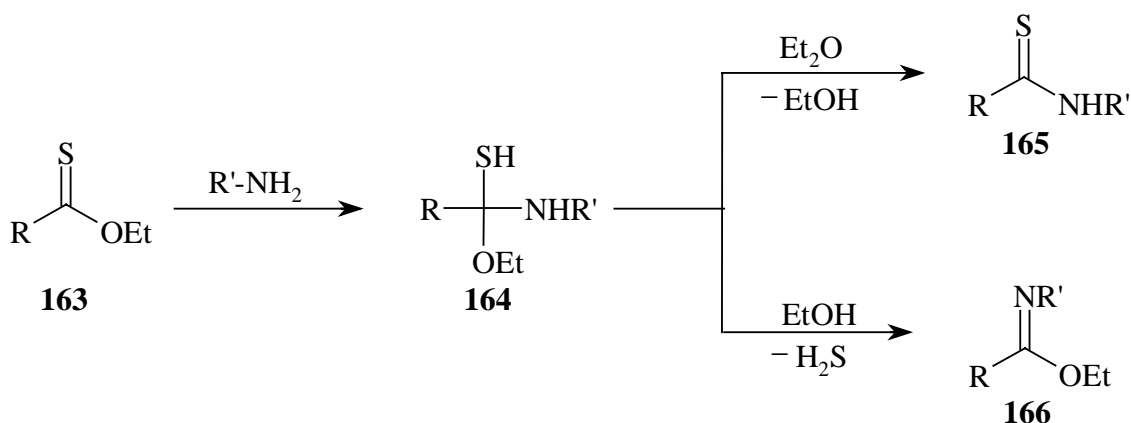 S
R
OEt
163
R'-NH2
SH
R
NHR'
OEt
164
Et2O
− EtOH
S
R
NHR'
165
EtOH
− H2S
NR'
R
OEt
166